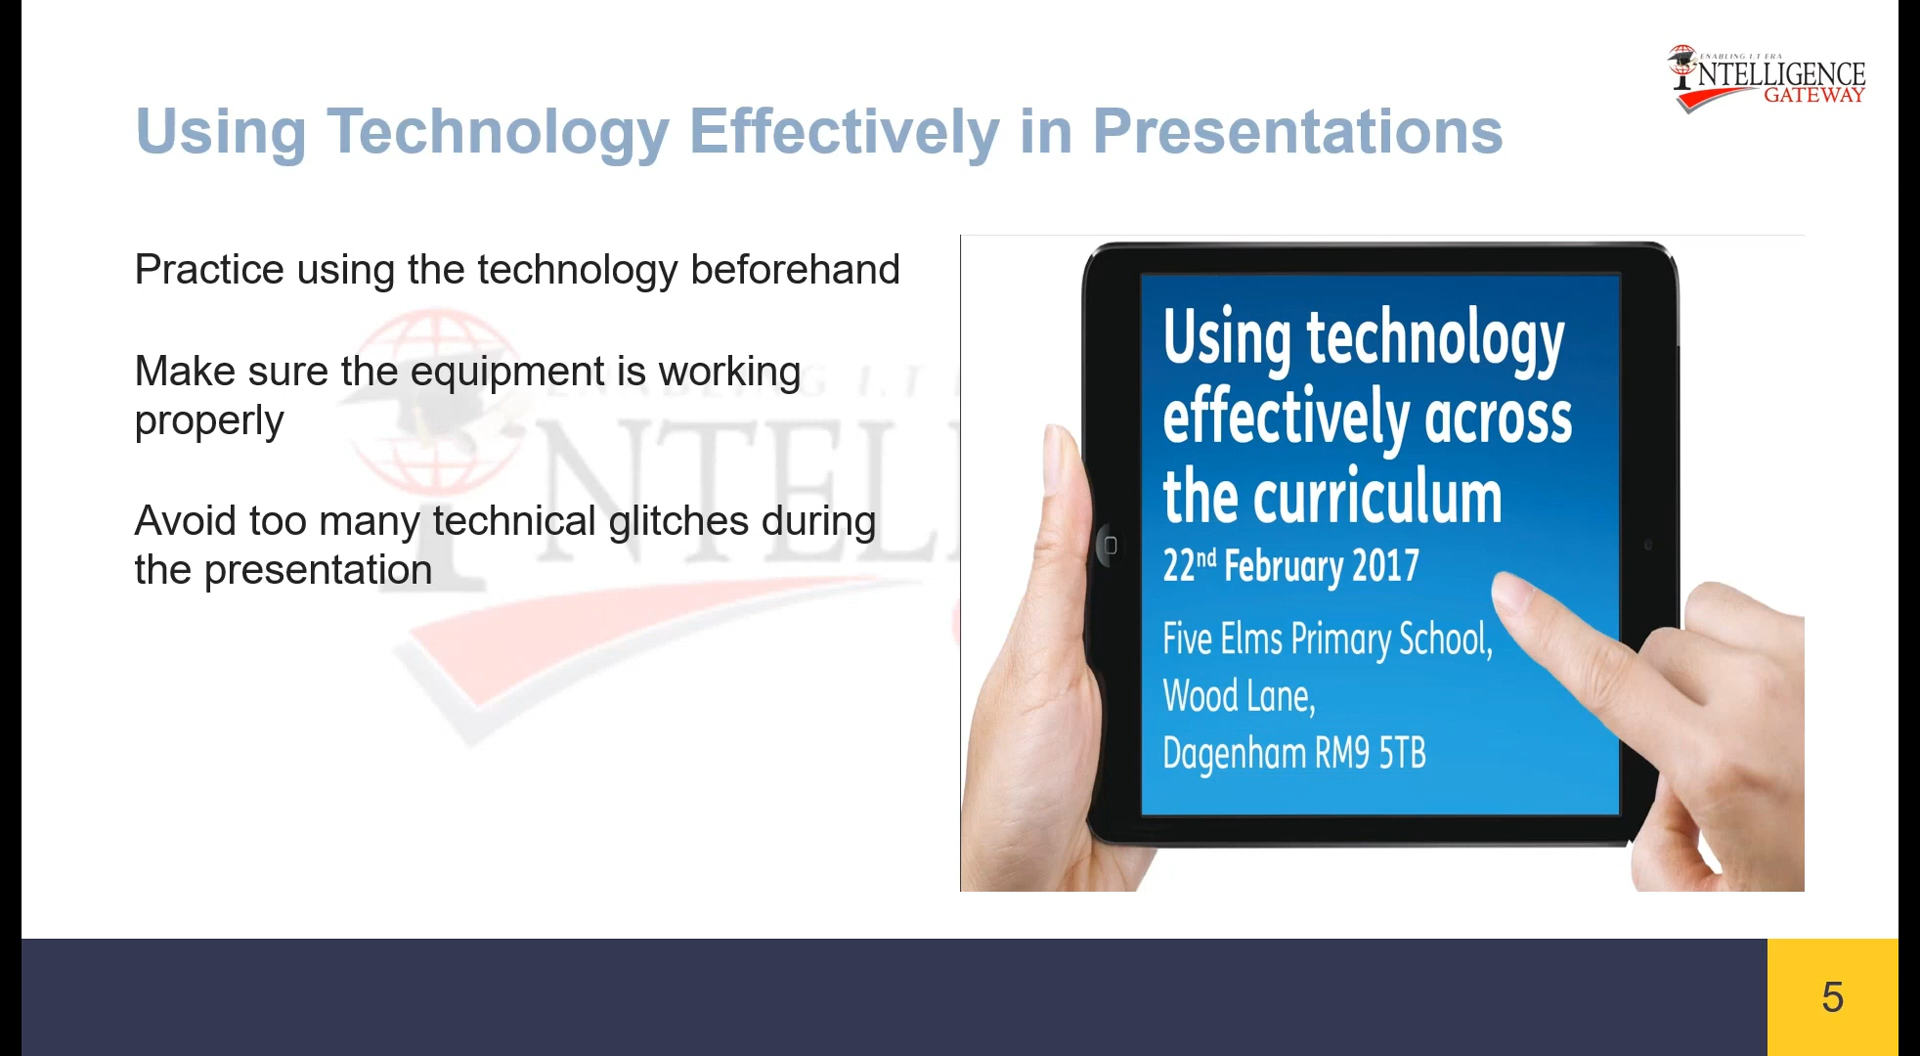 ENABLING I.T ERA
INTELLIGENCE
GATEWAY
Using Technology Effectively in Presentations
Practice using the technology beforehand
Make sure the equipment is working
properly
Avoid too many technical glitches during
the presentation
Using technology
effectively across
the curriculum
22nd February 2017
Five Elms Primary School,
Wood Lane,
Dagenham RM9 5TB
5